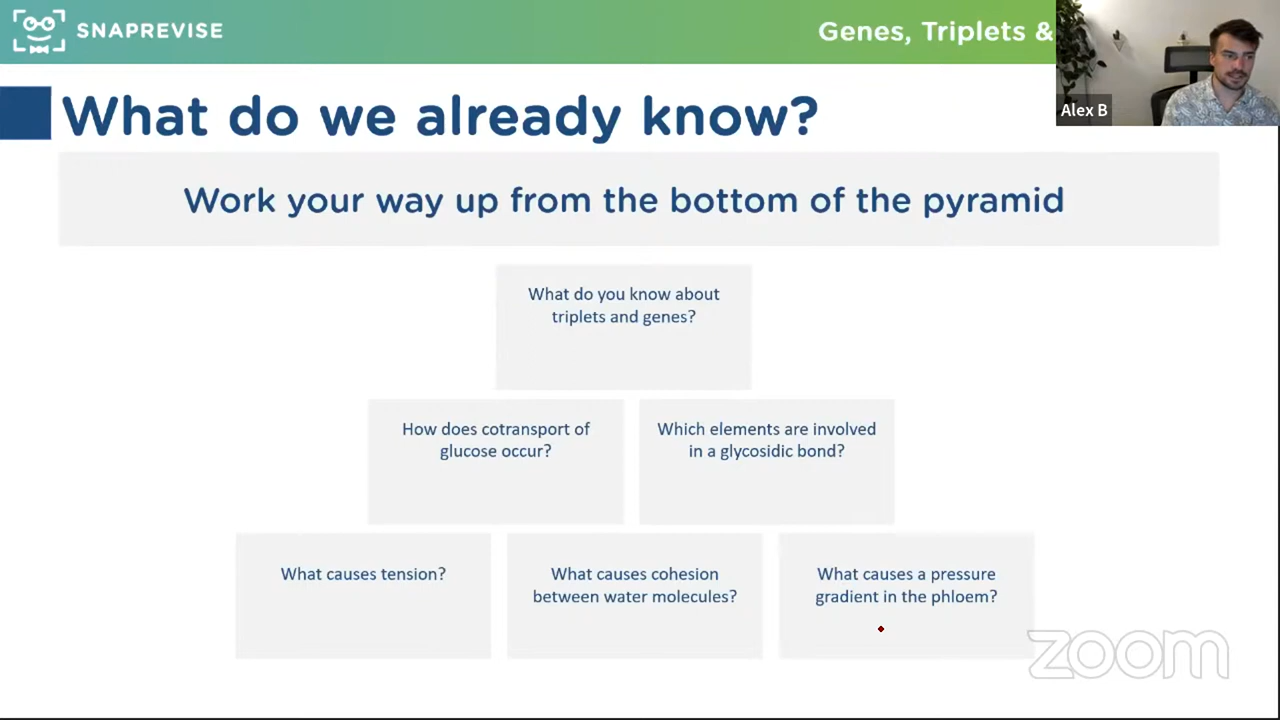 SNAPREVISE
Genes, Triplets &
Alex B
What do we already know?
Work your way up from the bottom of the pyramid
What do you know about
triplets and genes?
How does cotransport of
glucose occur?
Which elements are involved
in a glycosidic bond?
What causes tension?
What causes cohesion
between water molecules?
What causes a pressure
gradient in the phloem?
zoom